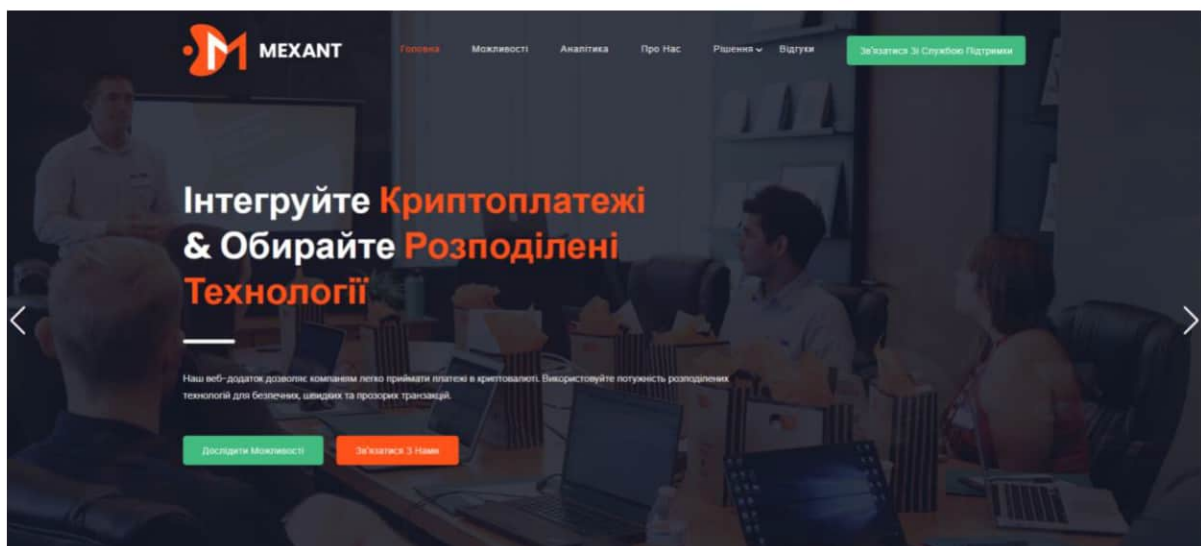 MEXANT
Головна Можливості Аналітика Про Нас Рішення Відгуки Зв'язатися Зі Службою Підтримки
Інтегруйте Криптоплатежі
& Обирайте Розподілені
Технології
Наш веб-додаток дозволяє компаніям легко приймати платежі в криптовалюті. Використовуйте потужність розподілених
технологій для безпечних, швидких та прозорих транзакцій.
Дослідити Можливості Зв'язатися З Нами